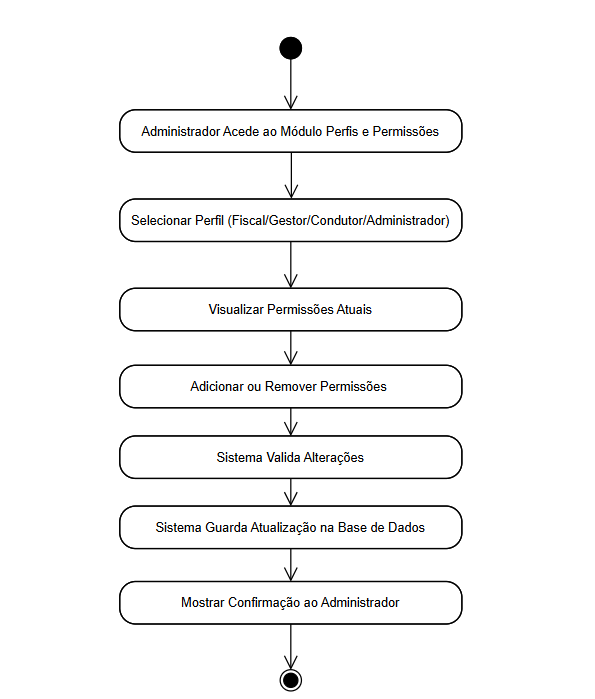 Administrador Acede ao Módulo Perfis e Permissões
Selecionar Perfil (Fiscal/Gestor/Condutor/Administrador)
Visualizar Permissões Atuais
Adicionar ou Remover Permissões
Sistema Valida Alterações
Sistema Guarda Atualização na Base de Dados
Mostrar Confirmação ao Administrador